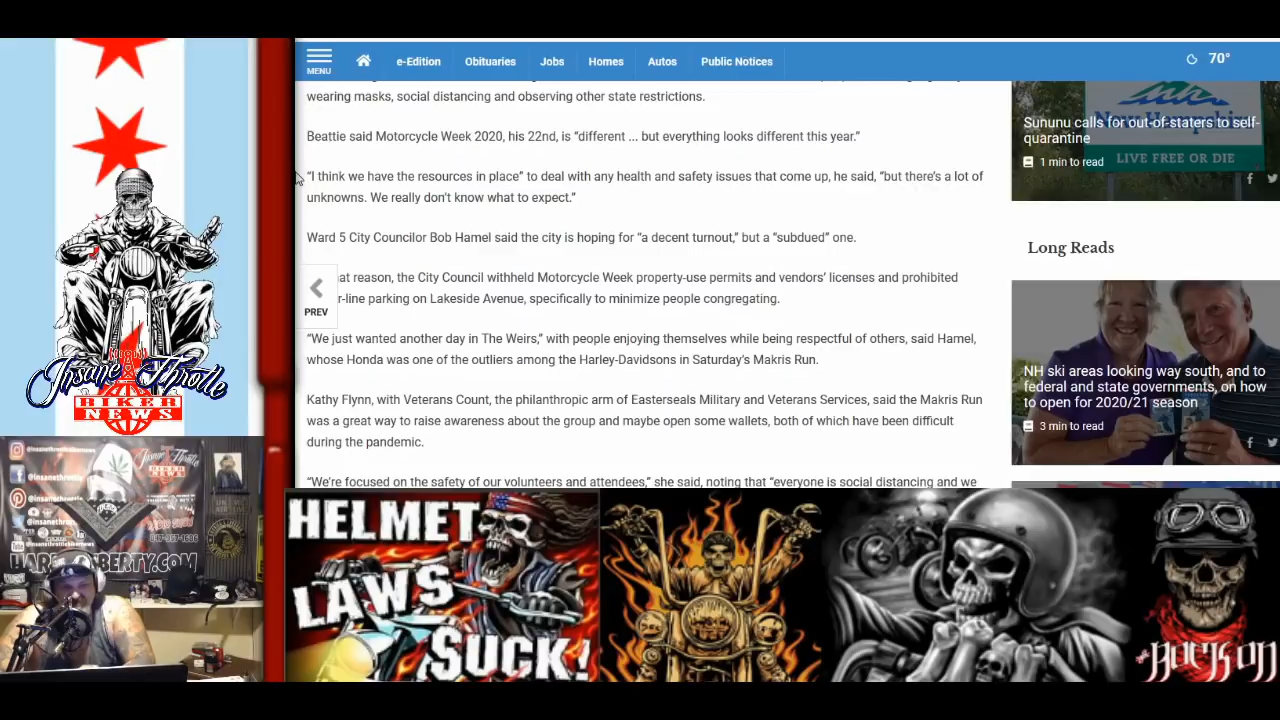 MENU
e-Edition
Obituaries
Jobs
Homes
Autos
Public Notices
70°
wearing masks, social distancing and observing other state restrictions.
Beattie said Motorcycle Week 2020, his 22nd, is “different ... but everything looks different this year.”
“I think we have the resources in place” to deal with any health and safety issues that come up, he said, “but there’s a lot of
unknowns. We really don’t know what to expect.”
Ward 5 City Councilor Bob Hamel said the city is hoping for “a decent turnout,” but a “subdued” one.
at reason, the City Council withheld Motorcycle Week property-use permits and vendors’ licenses and prohibited
r-line parking on Lakeside Avenue, specifically to minimize people congregating.
PREV
“We just wanted another day in The Weirs,” with people enjoying themselves while being respectful of others, said Hamel,
whose Honda was one of the outliers among the Harley-Davidsons in Saturday’s Makris Run.
Kathy Flynn, with Veterans Count, the philanthropic arm of Easterseals Military and Veterans Services, said the Makris Run
was a great way to raise awareness about the group and maybe open some wallets, both of which have been difficult
during the pandemic.
“We’re focused on the safety of our volunteers and attendees,” she said, noting that “everyone is social distancing and we
New Hampshire
Sununu calls for out-of-staters to self-
quarantine
LIVE FREE OR DIE
1 min to read
Long Reads
NH ski areas looking way south, and to
federal and state governments, on how
to open for 2020/21 season
3 min to read
Insane Throttle
BIKER
NEWS
HELMET
LAWS
SUCK!